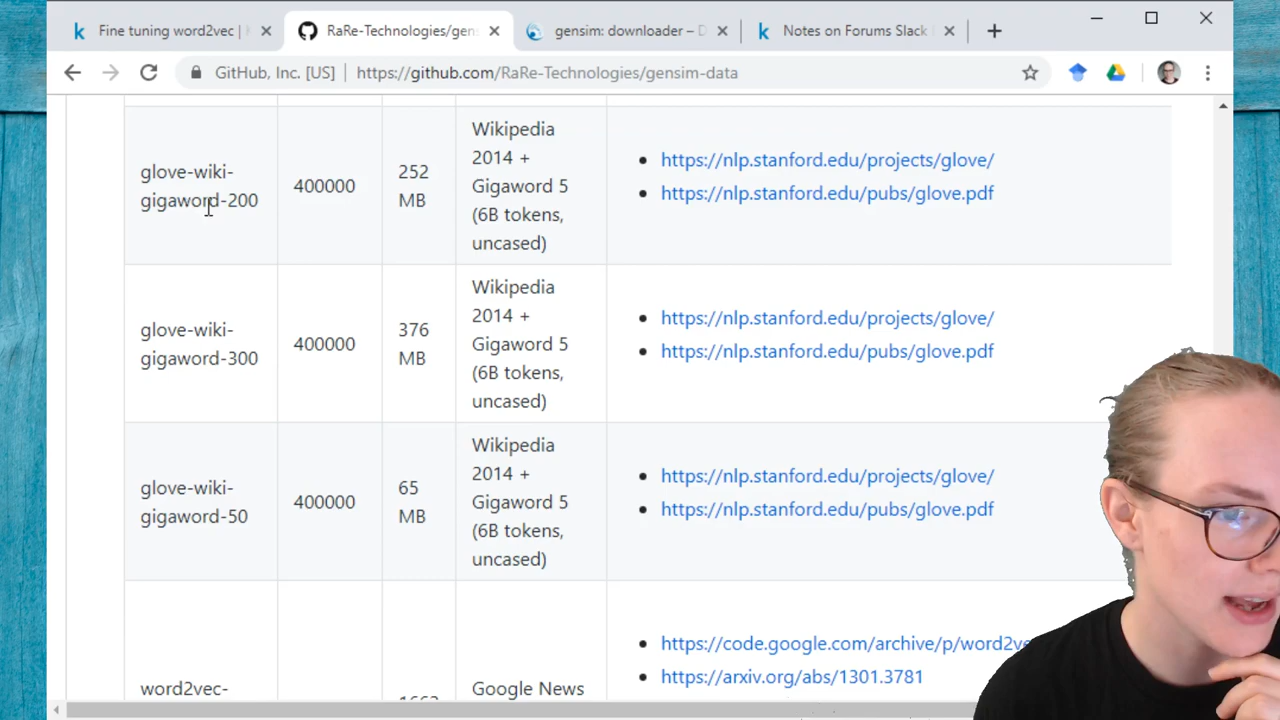 Fine tuning word2vec |
RaRe-Technologies/gen
gensim: downloader – D
Notes on Forums Slack
GitHub, Inc. [US]
https://github.com/RaRe-Technologies/gensim-data
glove-wiki-
gigaword-200
400000
252
MB
Wikipedia
2014 +
Gigaword 5
(6B tokens,
uncased)
• https://nlp.stanford.edu/projects/glove/
• https://nlp.stanford.edu/pubs/glove.pdf
glove-wiki-
gigaword-300
400000
376
MB
Wikipedia
2014 +
Gigaword 5
(6B tokens,
uncased)
• https://nlp.stanford.edu/projects/glove/
• https://nlp.stanford.edu/pubs/glove.pdf
glove-wiki-
gigaword-50
400000
65
MB
Wikipedia
2014 +
Gigaword 5
(6B tokens,
uncased)
• https://nlp.stanford.edu/projects/glove/
• https://nlp.stanford.edu/pubs/glove.pdf
word2vec-
Google News
• https://code.google.com/archive/p/word2ve
• https://arxiv.org/abs/1301.3781